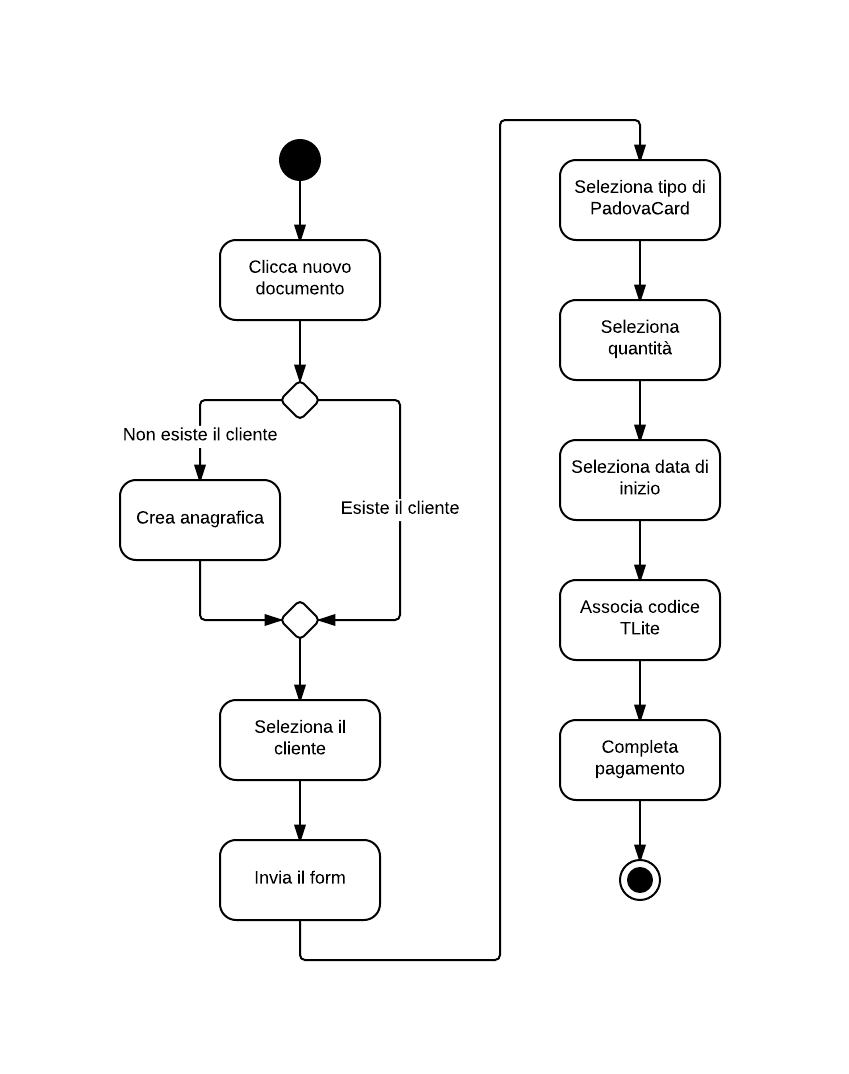 Clicca nuovo
documento
Non esiste il cliente
Crea anagrafica
Esiste il cliente
Seleziona il
cliente
Invia il form
Seleziona tipo di
PadovaCard
Seleziona
quantità
Seleziona data di
inizio
Associa codice
TLite
Completa
pagamento